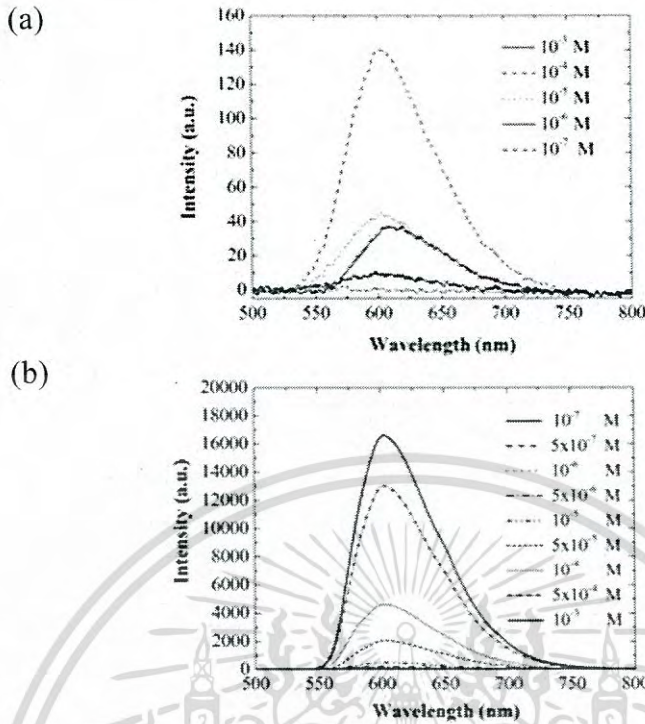 (a)
160
140
120
100
80
60
40
20
0
Intensity (a.u.)
10⁻³ M
10⁻⁴ M
10⁻⁵ M
10⁻⁶ M
10⁻⁷ M
500 550 600 650 700 750 800
Wavelength (nm)
(b)
20000
18000
16000
14000
12000
10000
8000
6000
4000
2000
0
Intensity (a.u.)
10⁻⁷ M
5x10⁻⁷ M
10⁻⁶ M
5x10⁻⁶ M
10⁻⁵ M
5x10⁻⁵ M
10⁻⁴ M
5x10⁻⁴ M
10⁻³ M
500 550 600 650 700 750 800
Wavelength (nm)